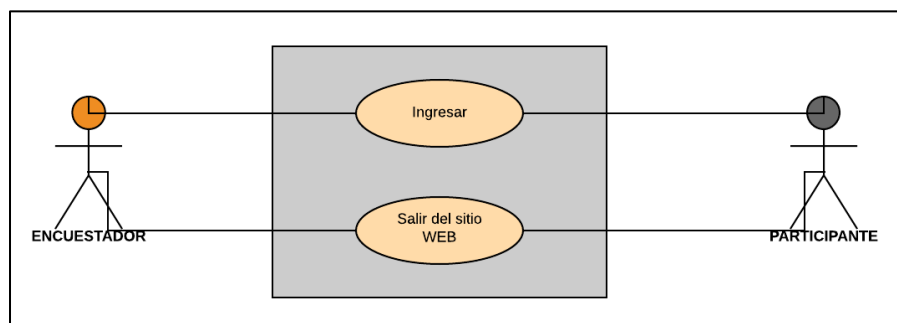 Ingresar
Salir del sitio
WEB
ENCUESTADOR
PARTICIPANTE